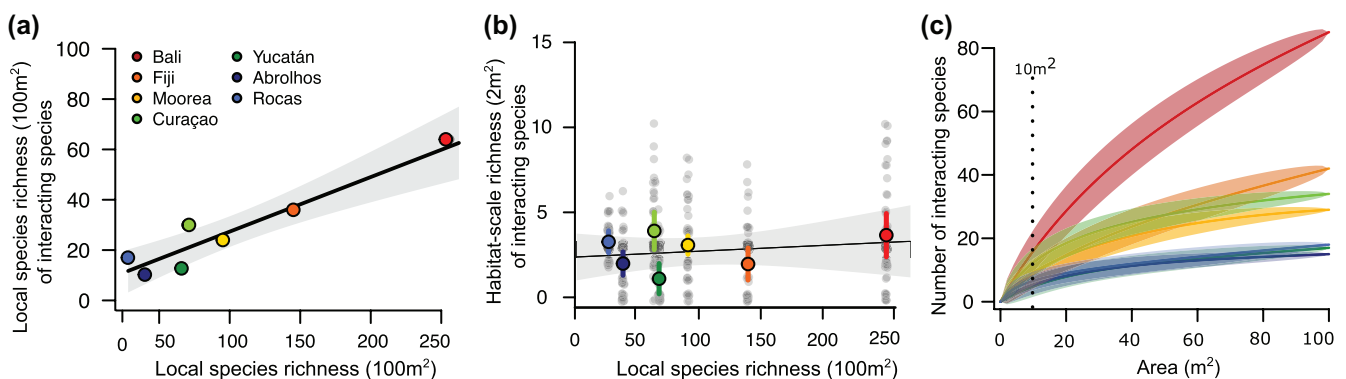 (a)
Local species richness (100m²)
of interacting species
100
80
60
40
20
0
Bali
Fiji
Moorea
Curaçao
Yucatán
Abrolhos
Rocas
0 50 100 150 200 250
Local species richness (100m²)
(b)
Habitat-scale richness (2m²)
of interacting species
15
10
5
0
0 50 100 150 200 250
Local species richness (100m²)
(c)
Number of interacting species
80
60
40
20
0
10m²
0 20 40 60 80 100
Area (m²)